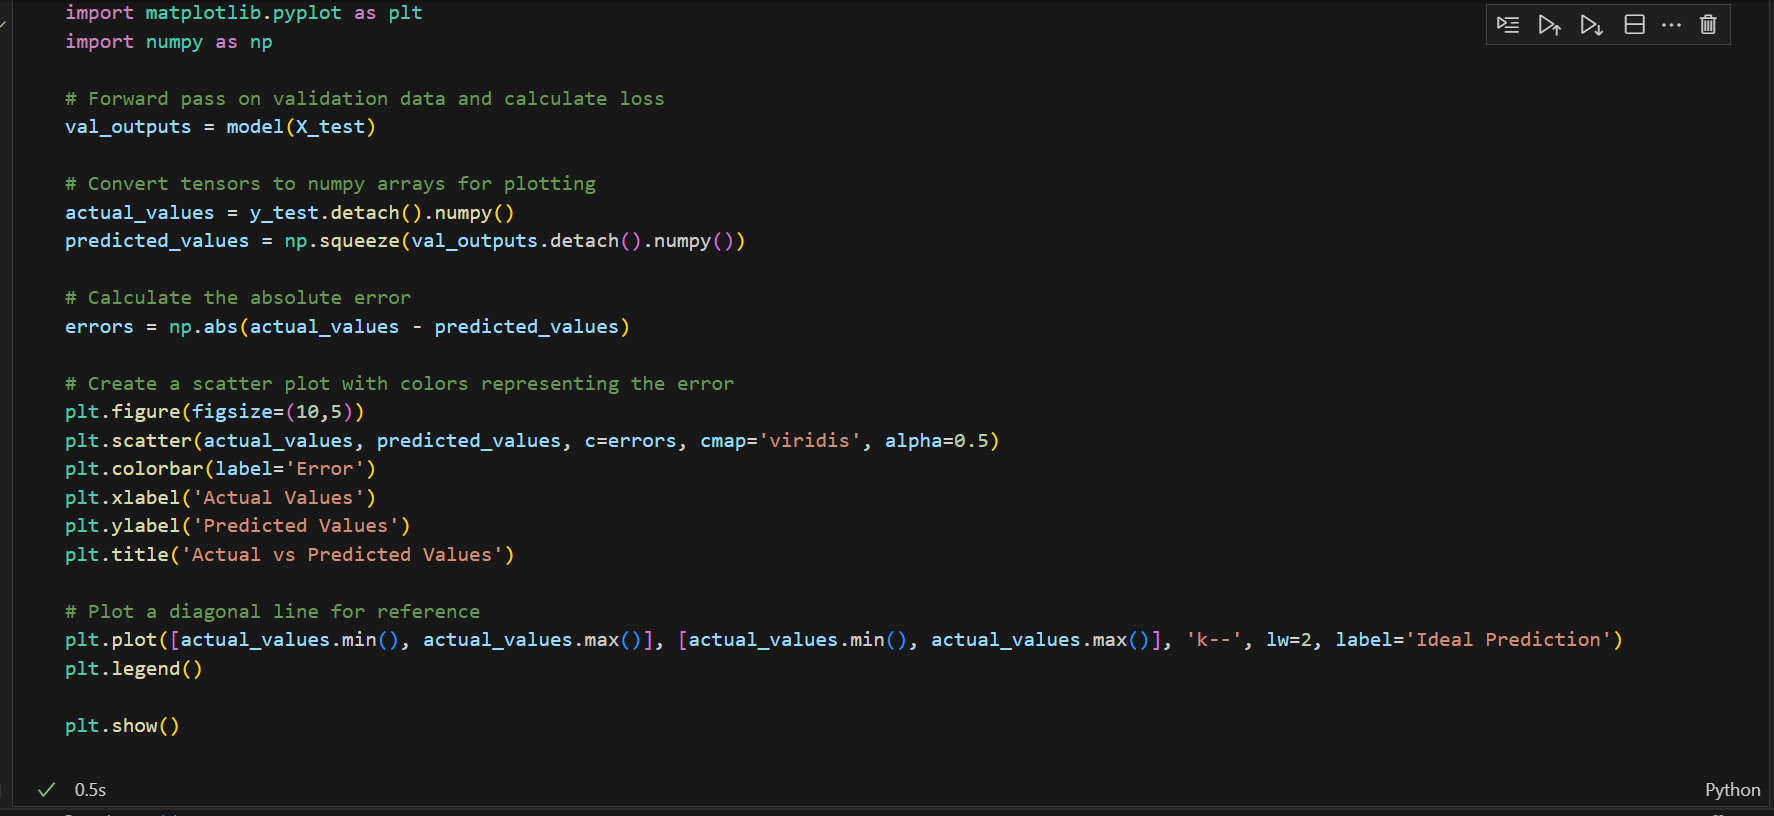 import matplotlib.pyplot as plt
import numpy as np
# Forward pass on validation data and calculate loss
val_outputs = model(X_test)
# Convert tensors to numpy arrays for plotting
actual_values = y_test.detach().numpy()
predicted_values = np.squeeze(val_outputs.detach().numpy())
# Calculate the absolute error
errors = np.abs(actual_values - predicted_values)
# Create a scatter plot with colors representing the error
plt.figure(figsize=(10,5))
plt.scatter(actual_values, predicted_values, c=errors, cmap='viridis', alpha=0.5)
plt.colorbar(label='Error')
plt.xlabel('Actual Values')
plt.ylabel('Predicted Values')
plt.title('Actual vs Predicted Values')
# Plot a diagonal line for reference
plt.plot([actual_values.min(), actual_values.max()], [actual_values.min(), actual_values.max()], 'k--', lw=2, label='Ideal Prediction')
plt.legend()
plt.show()
0.5s
Python